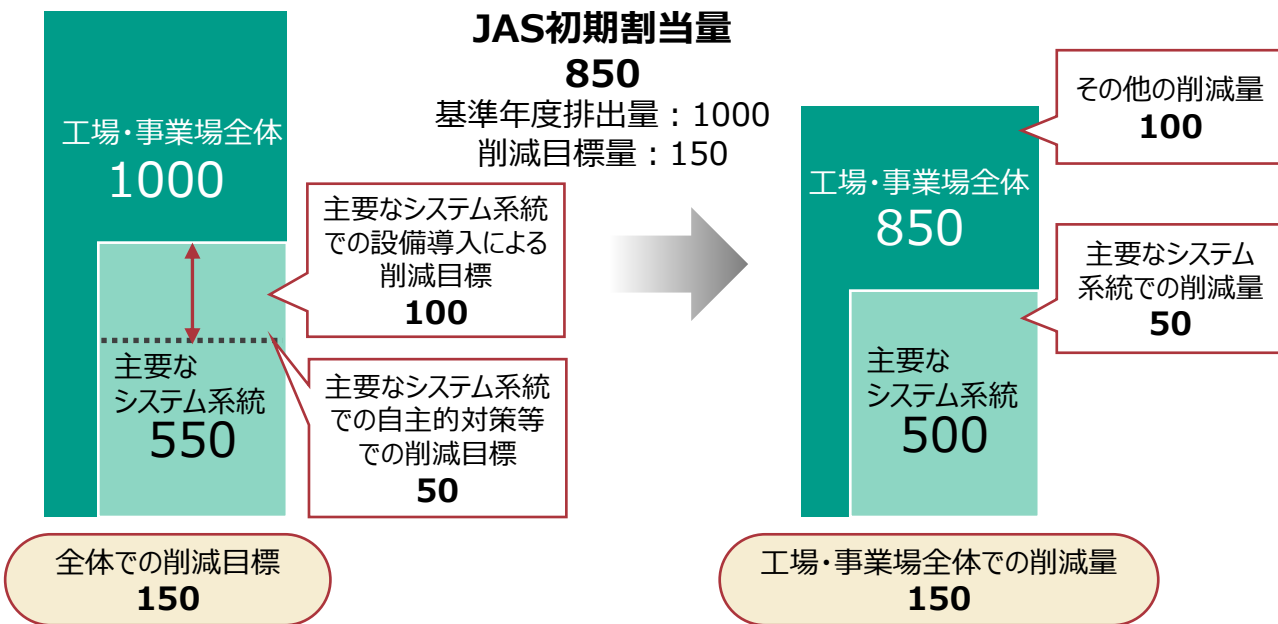 JAS初期割当量
850
基準年度排出量：1000
削減目標量：150
工場・事業場全体
1000
主要なシステム系統
での設備導入による
削減目標
100
主要な
システム系統
550
主要なシステム系統
での自主的対策等
での削減目標
50
全体での削減目標
150
工場・事業場全体
850
その他の削減量
100
主要なシステム
系統での削減量
50
主要な
システム系統
500
工場・事業場全体での削減量
150